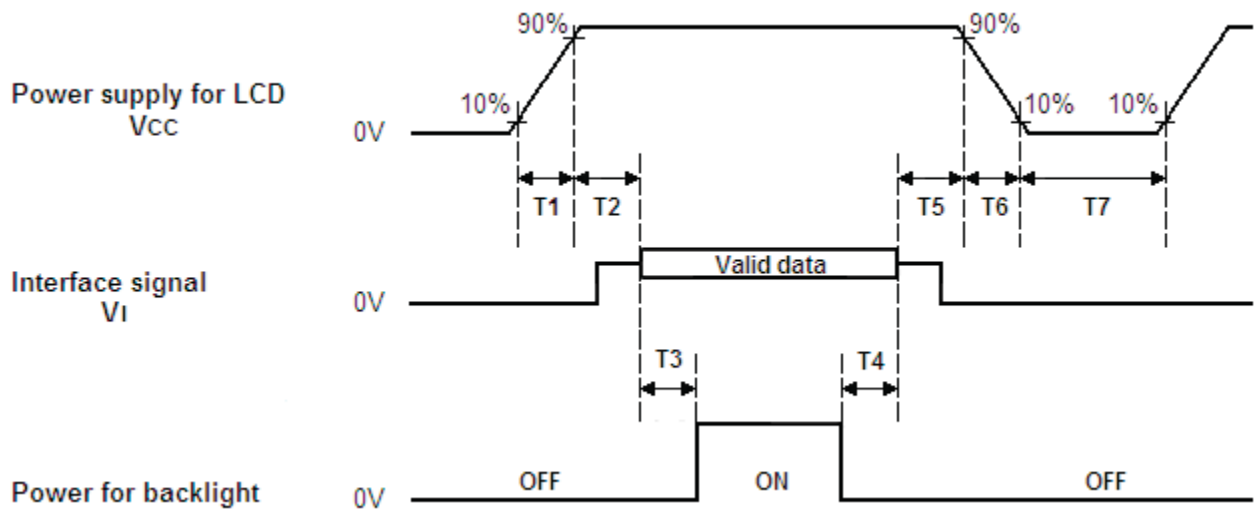 90% 90%
Power supply for LCD
10% 10% 10%
VCC
0V
T1 T2 T5 T6 T7
Valid data
Interface signal
0V
VI
T3 T4
OFF ON OFF
Power for backlight
0V